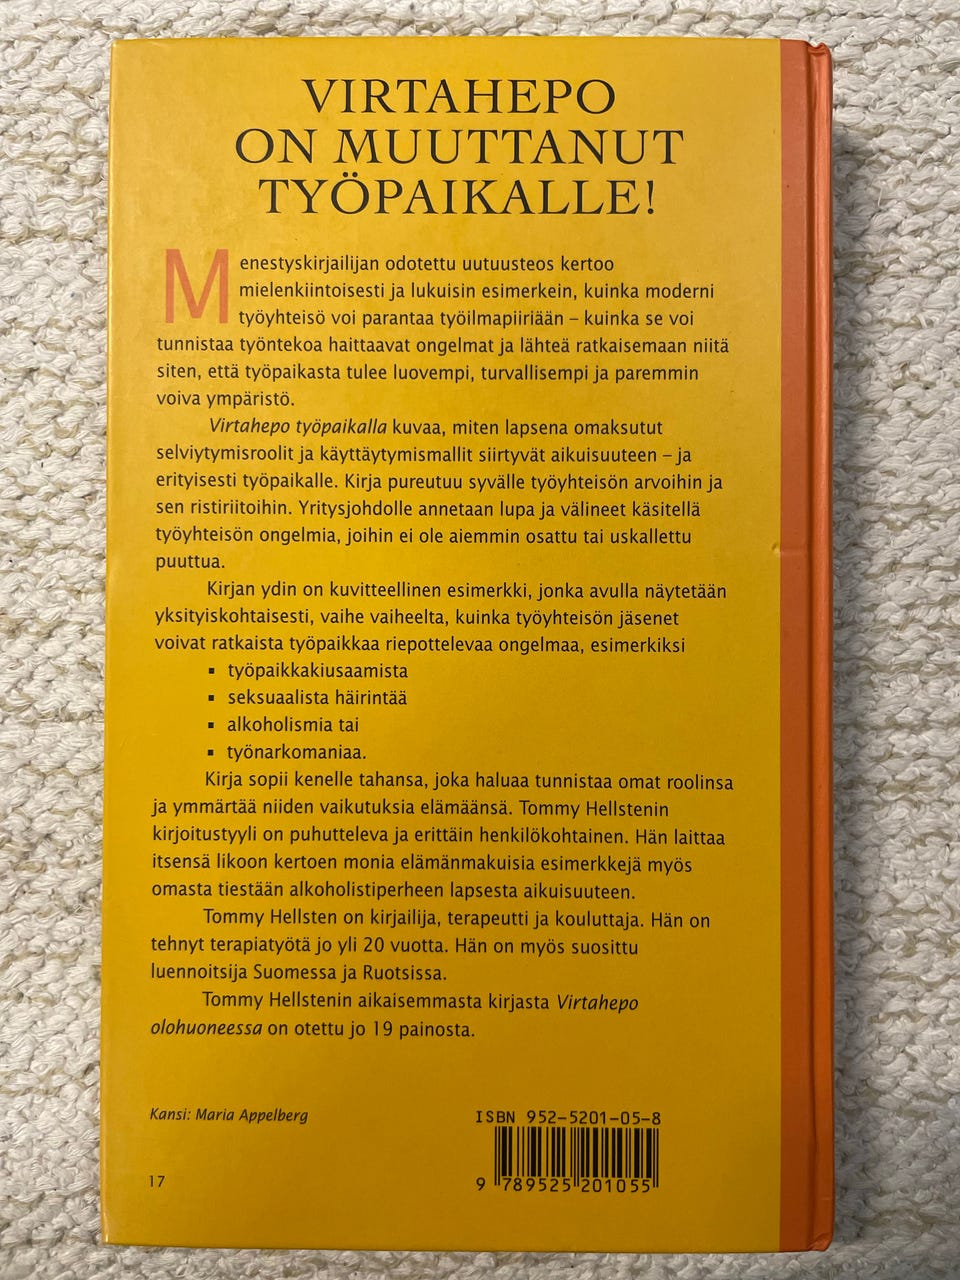 VIRTAHEPO
ON MUUTTANUT
TYÖPAIKALLE!
Menestyskirjailijan odotettu uutuusteos kertoo
mielenkiintoisesti ja lukuisin esimerkein, kuinka moderni
työyhteisö voi parantaa työilmapiiriään – kuinka se voi
tunnistaa työntekoa haittaavat ongelmat ja lähteä ratkaisemaan niitä
siten, että työpaikasta tulee luovempi, turvallisempi ja paremmin
voiva ympäristö.
Virtahepo työpaikalla kuvaa, miten lapsena omaksutut
selviytymisroolit ja käyttäytymismallit siirtyvät aikuisuuteen – ja
erityisesti työpaikalle. Kirja pureutuu syvälle työyhteisön arvoihin ja
sen ristiriitoihin. Yritysjohdolle annetaan lupa ja välineet käsitellä
työyhteisön ongelmia, joihin ei ole aiemmin osattu tai uskallettu
puuttua.
Kirjan ydin on kuvitteellinen esimerkki, jonka avulla näytetään
yksityiskohtaisesti, vaihe vaiheelta, kuinka työyhteisön jäsenet
voivat ratkaista työpaikkaa riepottelevaa ongelmaa, esimerkiksi
▪ työpaikkakiusaamista
▪ seksuaalista häirintää
▪ alkoholismia tai
▪ työnarkomaniaa.
Kirja sopii kenelle tahansa, joka haluaa tunnistaa omat roolinsa
ja ymmärtää niiden vaikutuksia elämäänsä. Tommy Hellstenin
kirjoitustyyli on puhutteleva ja erittäin henkilökohtainen. Hän laittaa
itsensä likoon kertoen monia elämänmakuisia esimerkkejä myös
omasta tiestään alkoholistiperheen lapsesta aikuisuuteen.
Tommy Hellsten on kirjailija, terapeutti ja kouluttaja. Hän on
tehnyt terapiatyötä jo yli 20 vuotta. Hän on myös suosittu
luennoitsija Suomessa ja Ruotsissa.
Tommy Hellstenin aikaisemmasta kirjasta Virtahepo
olohuoneessa on otettu jo 19 painosta.
Kansi: Maria Appelberg
ISBN 952-5201-05-8
17
9 789525 201055